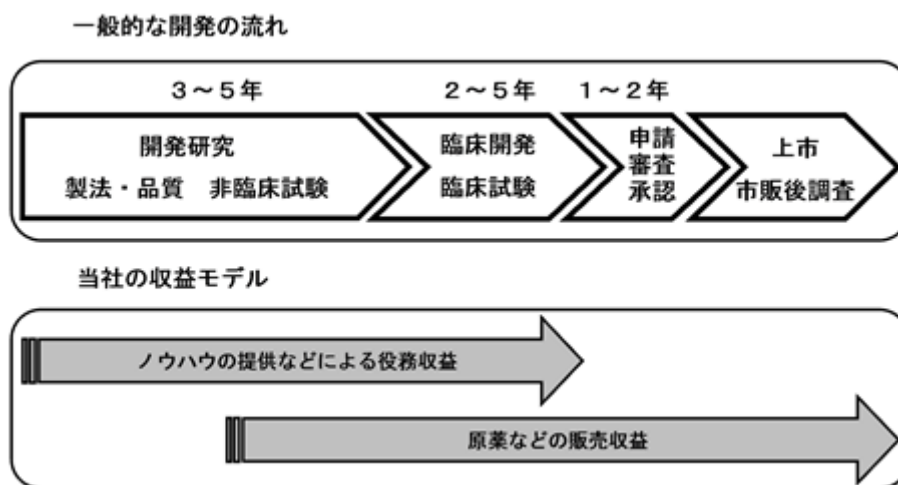 一般的な開発の流れ
3～5年
2～5年
1～2年
開発研究
製法・品質 非臨床試験
臨床開発
臨床試験
申請
審査
承認
上市
市販後調査
当社の収益モデル
ノウハウの提供などによる役務収益
原薬などの販売収益